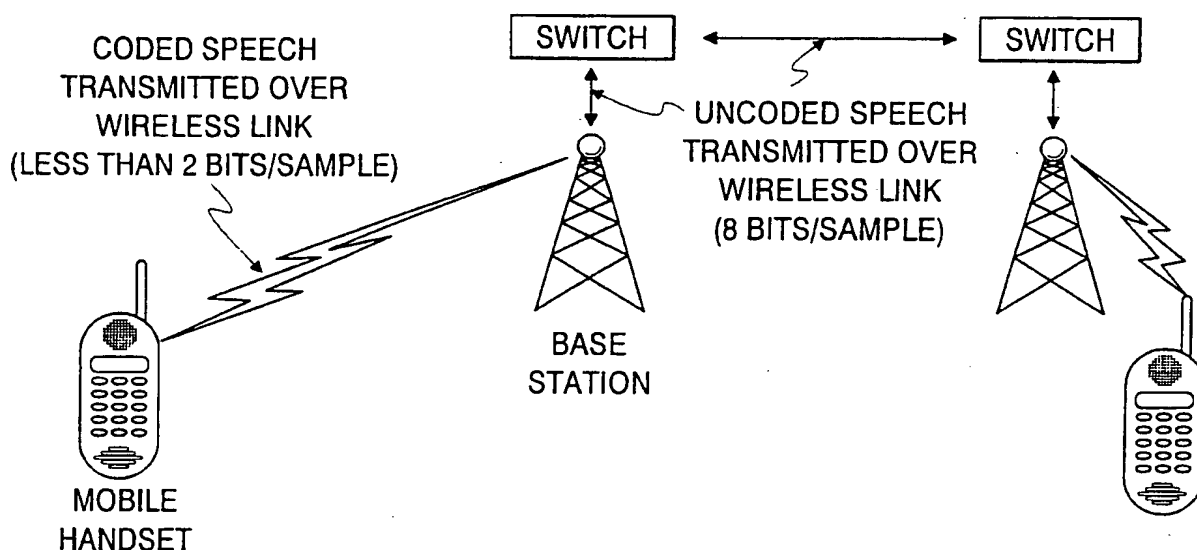 CODED SPEECH
TRANSMITTED OVER
WIRELESS LINK
(LESS THAN 2 BITS/SAMPLE)
SWITCH
SWITCH
UNCODED SPEECH
TRANSMITTED OVER
WIRELESS LINK
(8 BITS/SAMPLE)
BASE
STATION
MOBILE
HANDSET